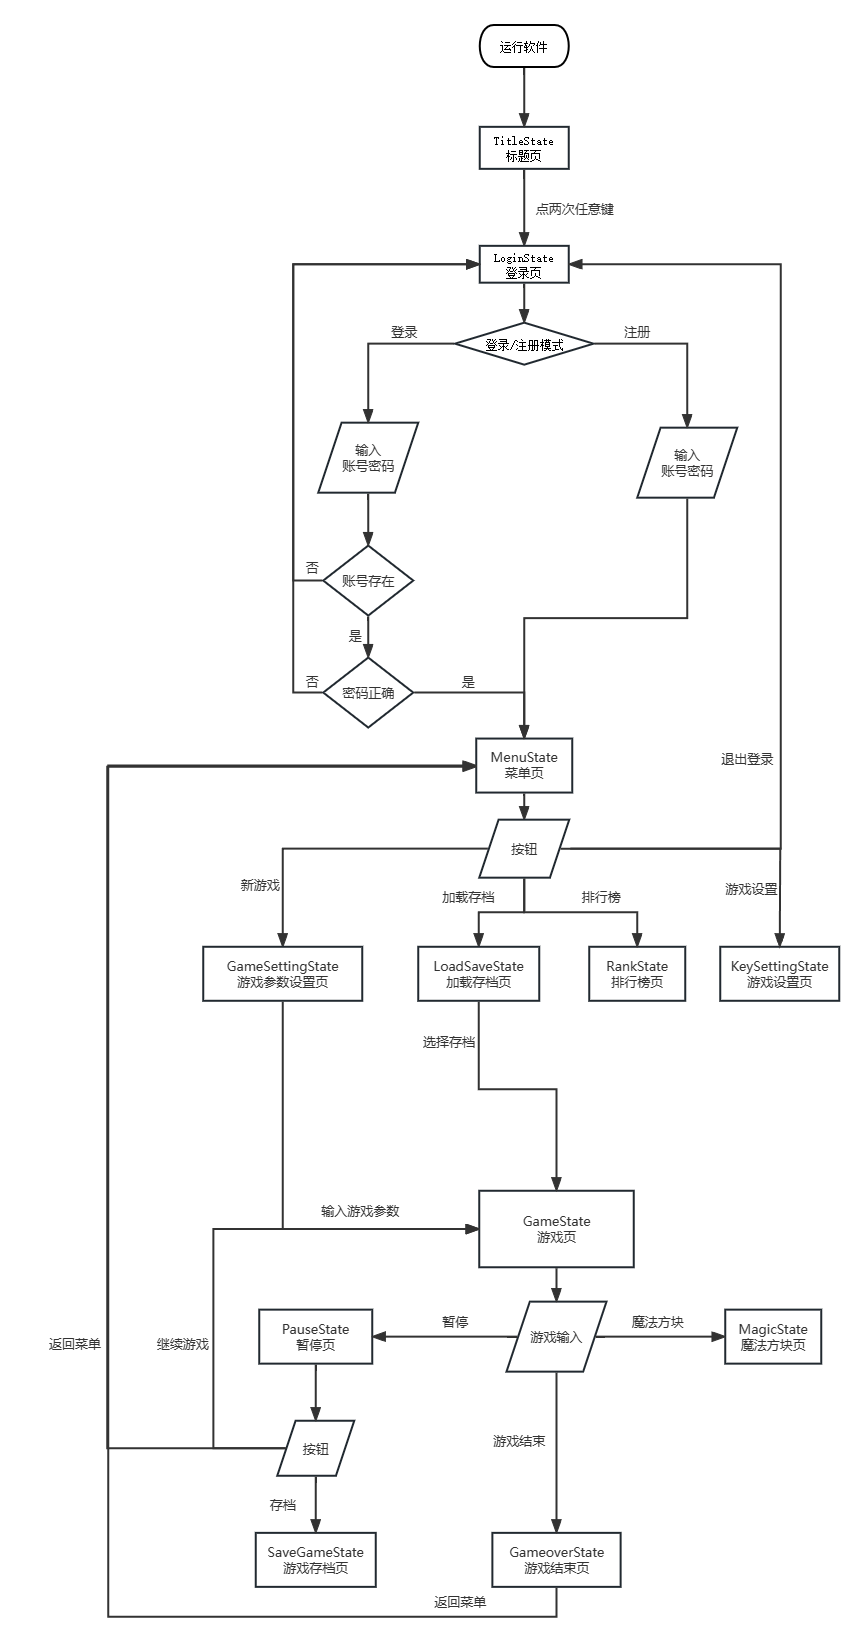 运行软件
TitleState
标题页
点两次任意键
LoginState
登录页
登录
登录/注册模式
注册
输入
账号密码
输入
账号密码
否
账号存在
是
否
密码正确
是
MenuState
菜单页
退出登录
按钮
新游戏
加载存档
排行榜
游戏设置
GameSettingState
游戏参数设置页
LoadSaveState
加载存档页
RankState
排行榜页
KeySettingState
游戏设置页
选择存档
输入游戏参数
GameState
游戏页
返回菜单
继续游戏
PauseState
暂停页
暂停
游戏输入
魔法方块
MagicState
魔法方块页
按钮
游戏结束
存档
SaveGameState
游戏存档页
GameoverState
游戏结束页
返回菜单